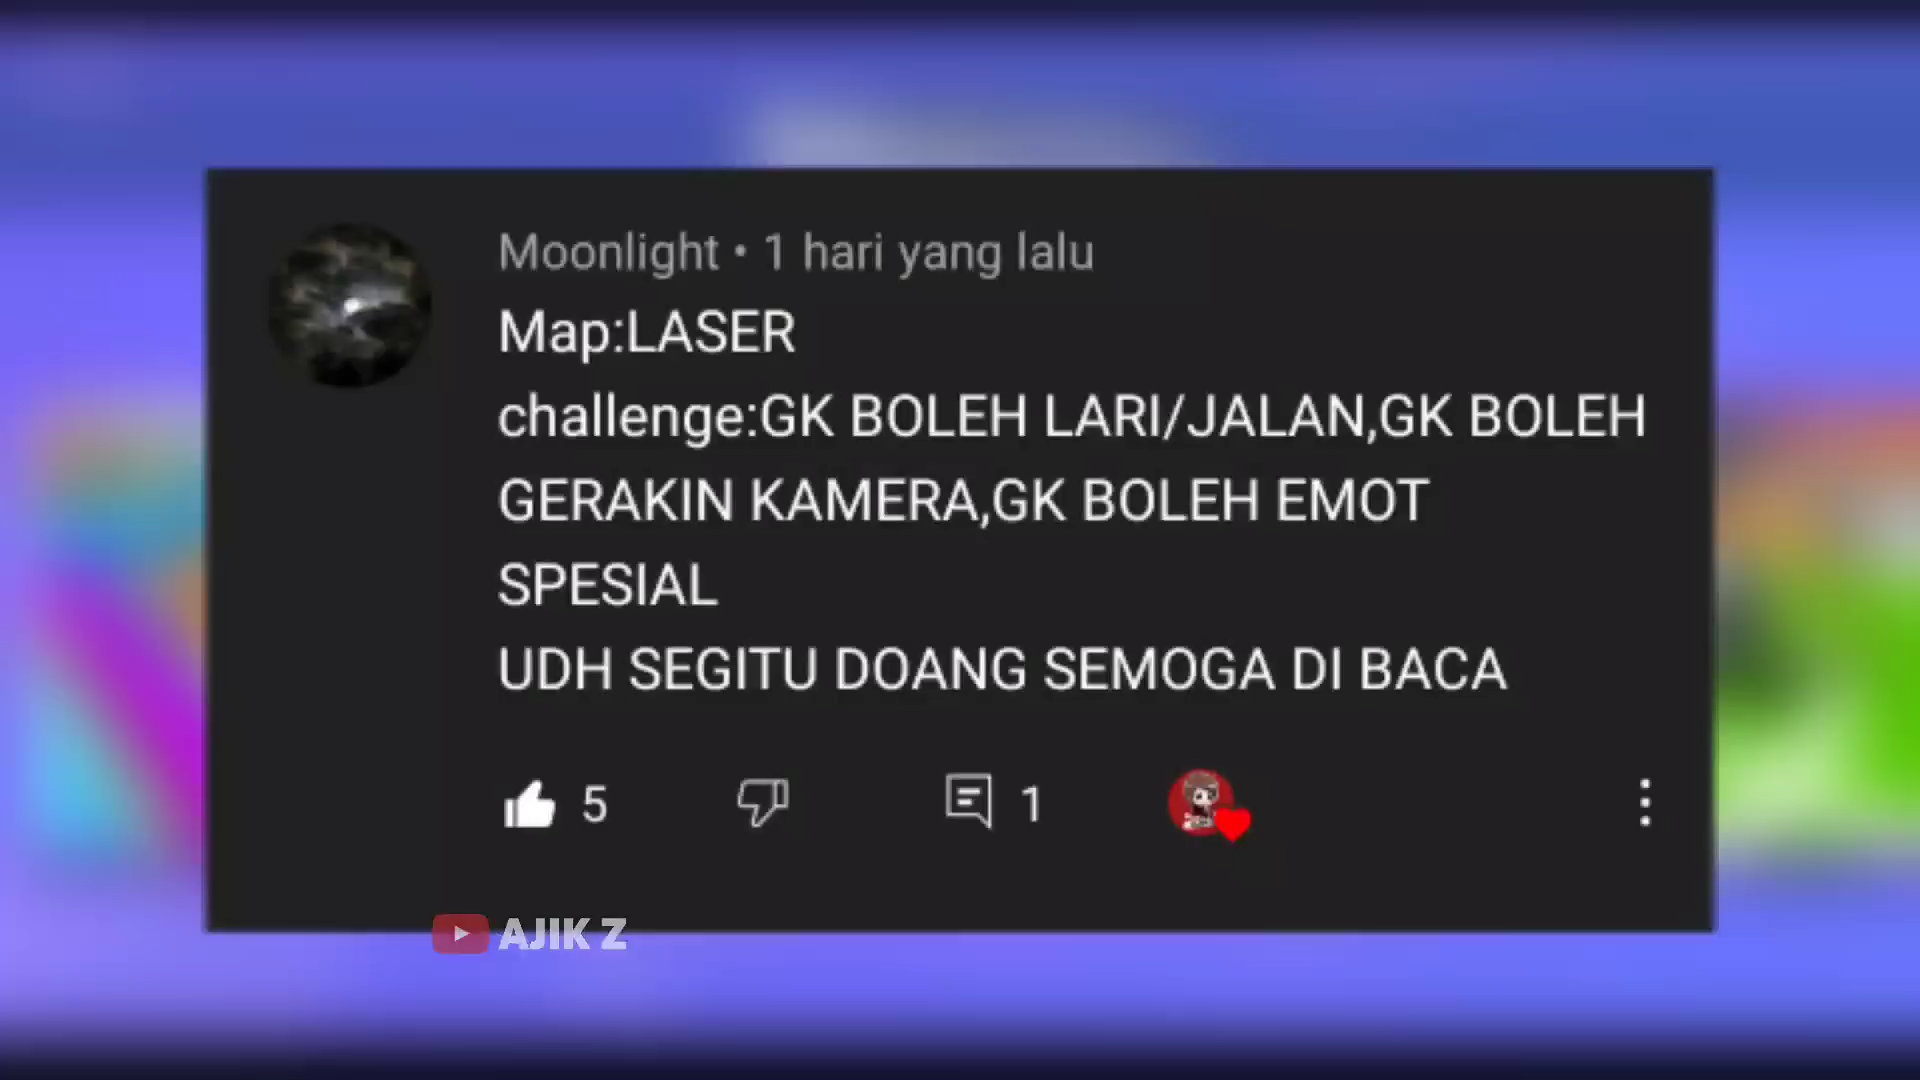 Moonlight • 1 hari yang lalu
Map:LASER
challenge:GK BOLEH LARI/JALAN,GK BOLEH
GERAKIN KAMERA,GK BOLEH EMOT
SPESIAL
UDH SEGITU DOANG SEMOGA DI BACA
5 1
AJIK Z